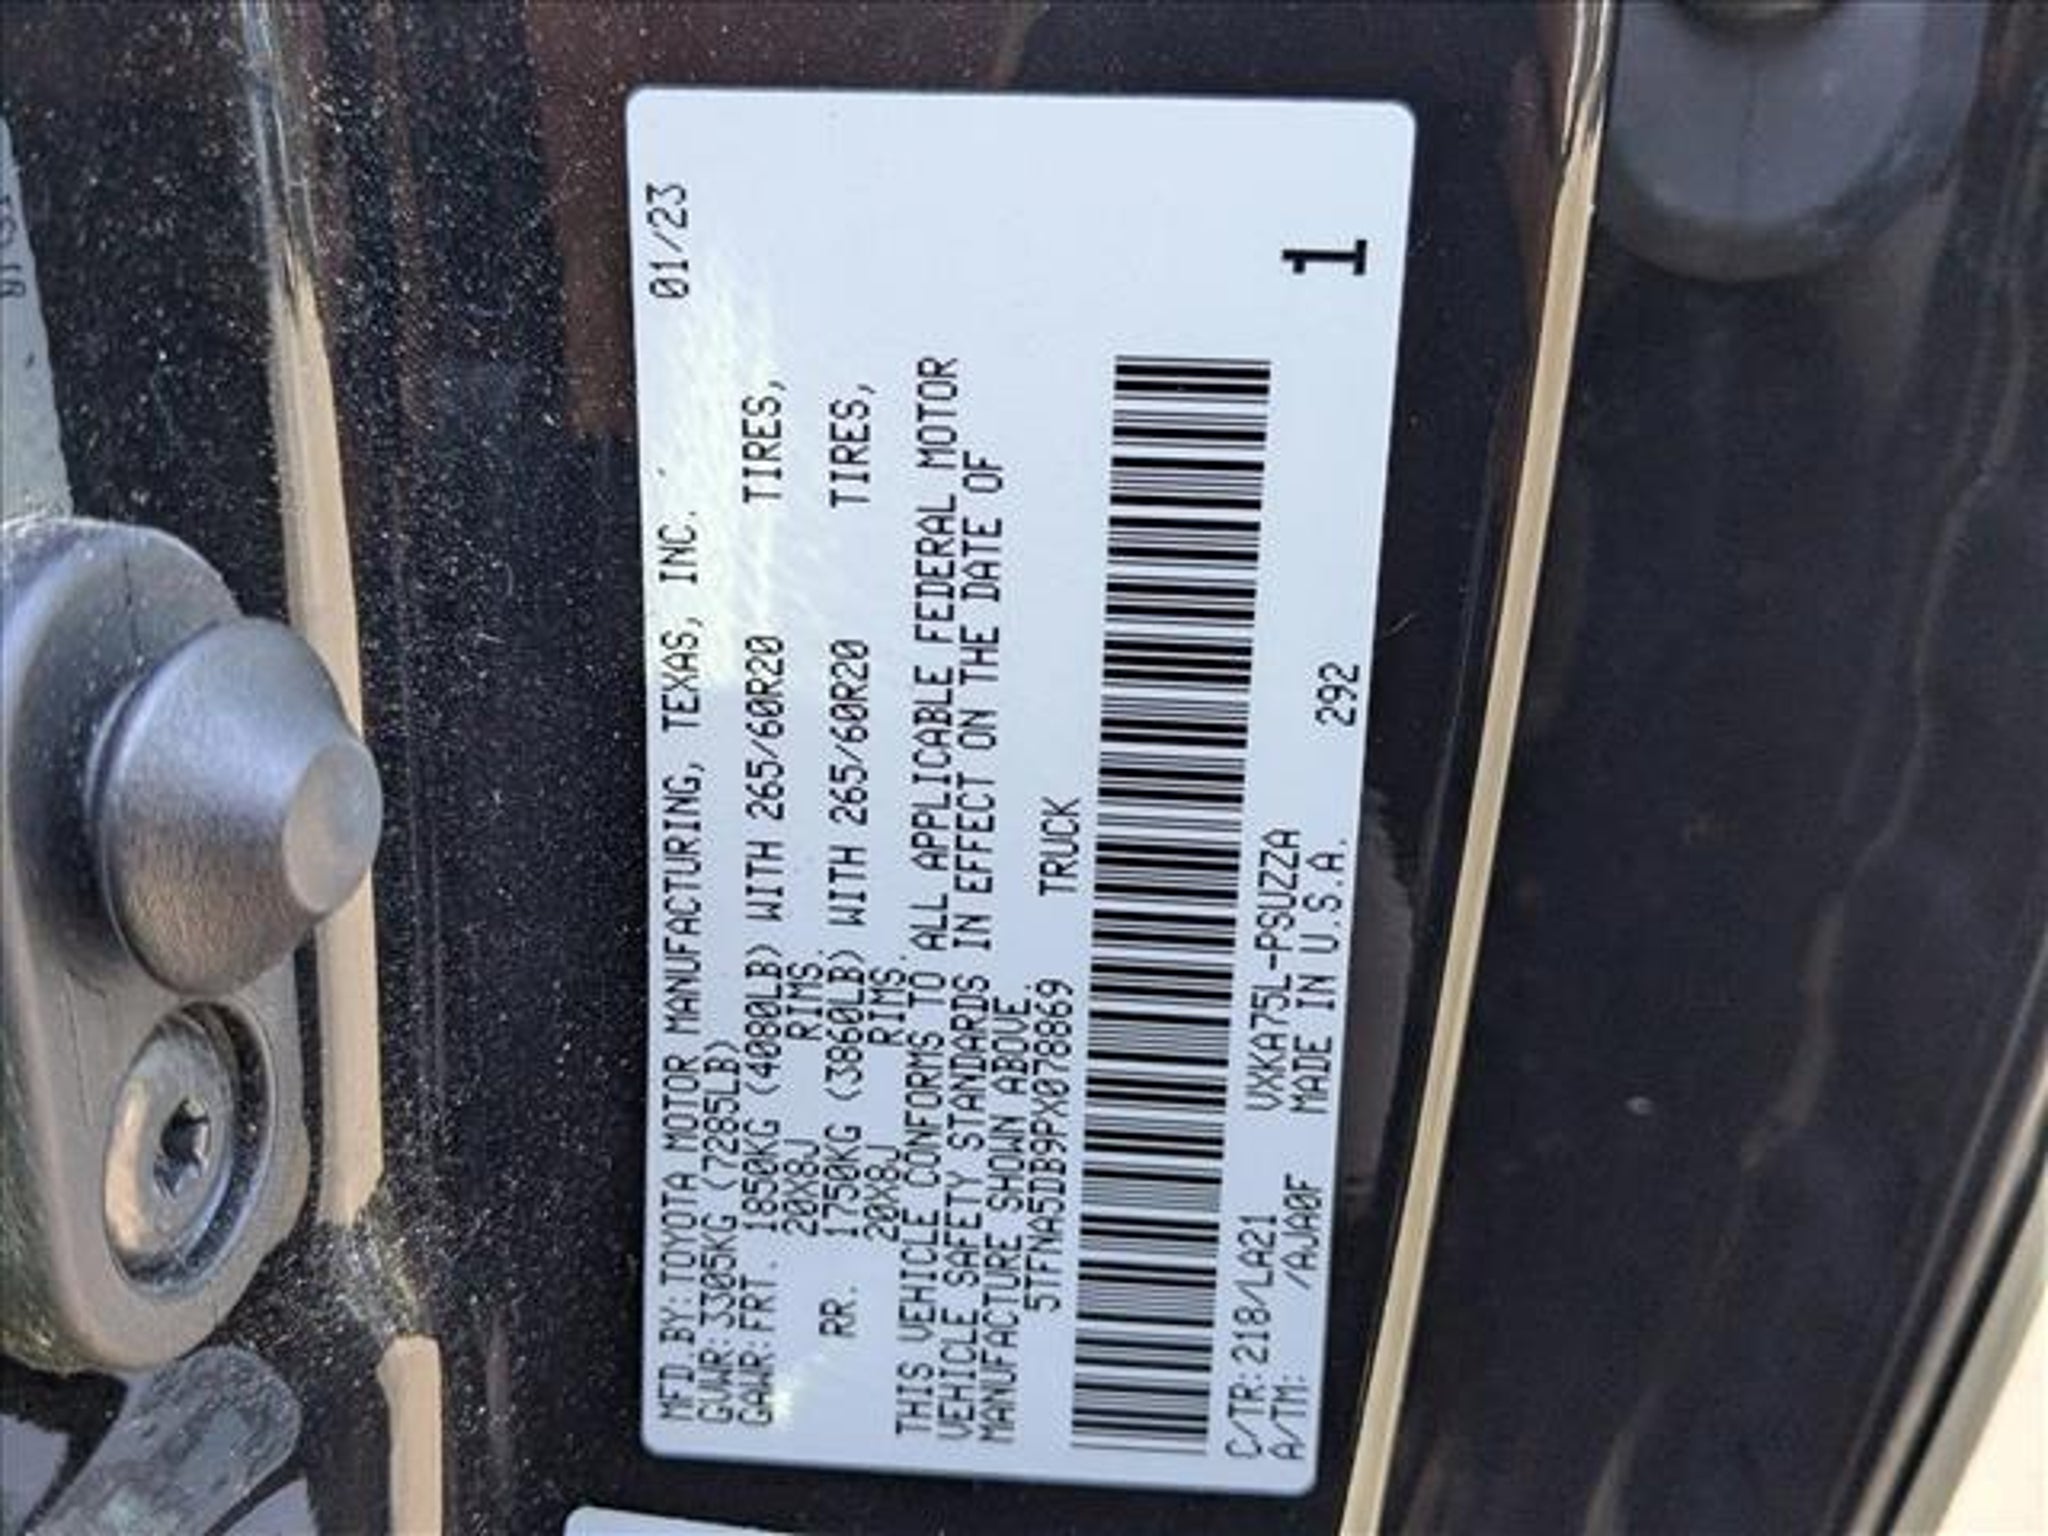 MFD.BY:TOYOTA MOTOR MANUFACTURING, TEXAS, INC. 01/23
GVWR:3305KG (7285LB)
GAWR:FRT. 1850KG (4080LB) WITH 265/60R20 TIRES,
20X8J RIMS.
RR. 1750KG (3860LB) WITH 265/60R20 TIRES,
20X8J RIMS.
THIS VEHICLE CONFORMS TO ALL APPLICABLE FEDERAL MOTOR
VEHICLE SAFETY STANDARDS IN EFFECT ON THE DATE OF
MANUFACTURE SHOWN ABOVE.
5TFNA5DB9PX078869 TRUCK
C/TR:218/LA21 VXKA75L-PSUZZA
A/TM: /AJA0F MADE IN U.S.A. 292
1